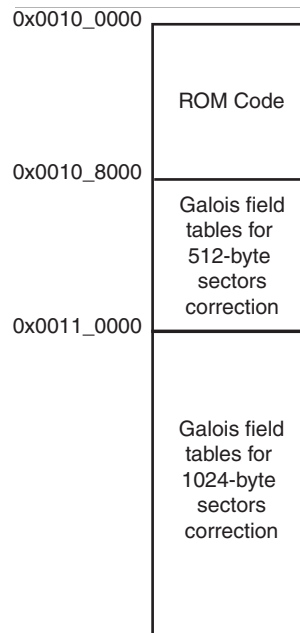 0x0010_0000
ROM Code
0x0010_8000
Galois field
tables for
512-byte
sectors
correction
0x0011_0000
Galois field
tables for
1024-byte
sectors
correction